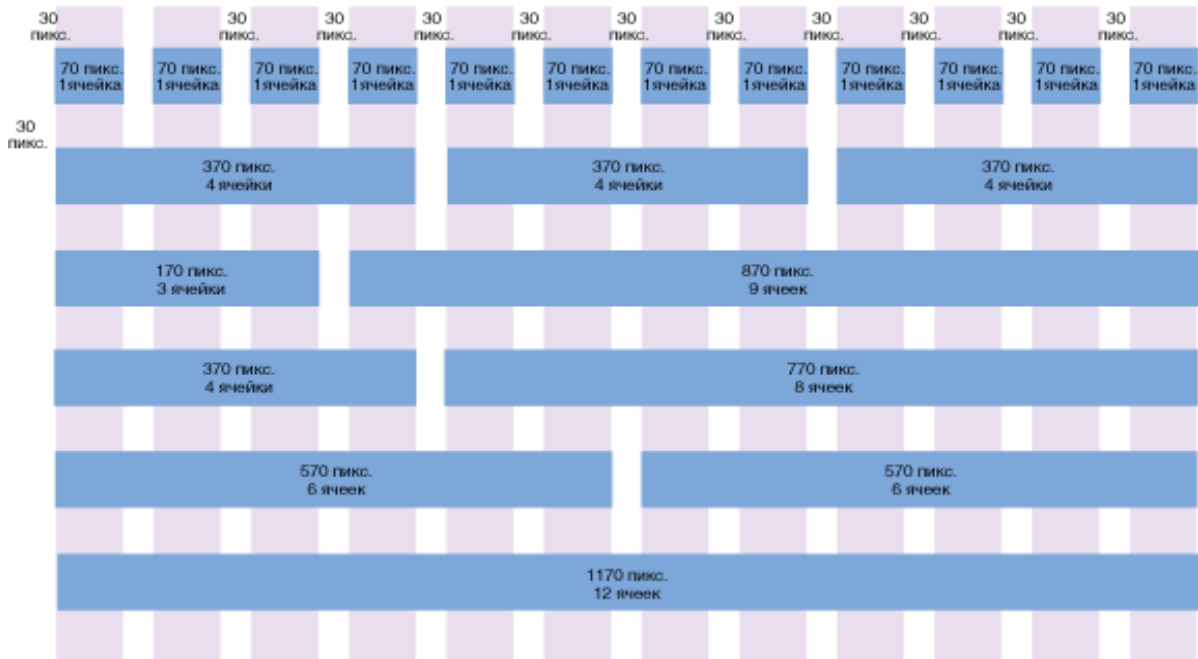 30 30 30 30 30 30 30 30 30 30 30
пикс. пикс. пикс. пикс. пикс. пикс. пикс. пикс. пикс. пикс. пикс.
70 пикс. 70 пикс. 70 пикс. 70 пикс. 70 пикс. 70 пикс. 70 пикс. 70 пикс. 70 пикс. 70 пикс. 70 пикс. 70 пикс.
1ячейка 1ячейка 1ячейка 1ячейка 1ячейка 1ячейка 1ячейка 1ячейка 1ячейка 1ячейка 1ячейка 1ячейка
30
пикс.
370 пикс. 370 пикс. 370 пикс.
4 ячейки 4 ячейки 4 ячейки
170 пикс. 870 пикс.
3 ячейки 9 ячеек
370 пикс. 770 пикс.
4 ячейки 8 ячеек
570 пикс. 570 пикс.
6 ячеек 6 ячеек
1170 пикс.
12 ячеек